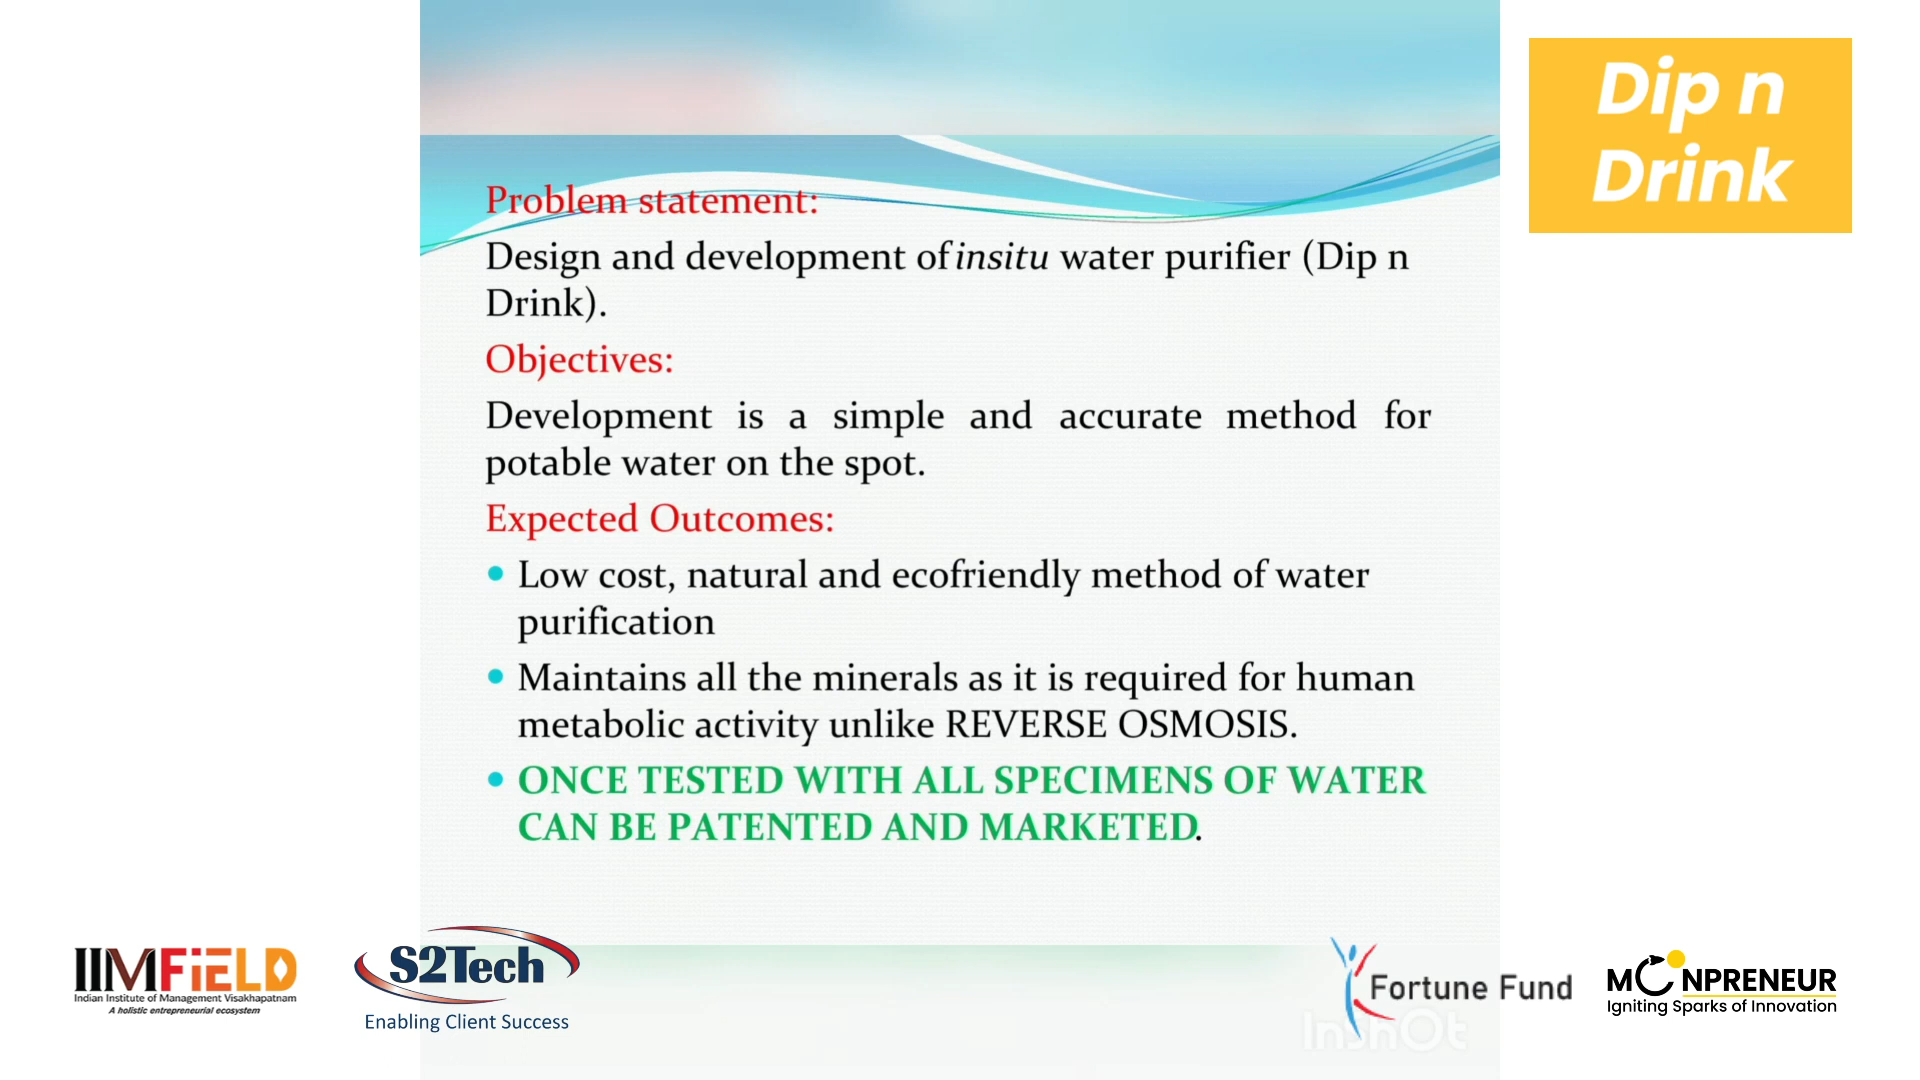 Dip n
Drink
Problem statement:
Design and development of insitu water purifier (Dip n
Drink).
Objectives:
Development is a simple and accurate method for
potable water on the spot.
Expected Outcomes:
• Low cost, natural and ecofriendly method of water
purification
• Maintains all the minerals as it is required for human
metabolic activity unlike REVERSE OSMOSIS.
• ONCE TESTED WITH ALL SPECIMENS OF WATER
CAN BE PATENTED AND MARKETED.
IIMFiELD
Indian Institute of Management Visakhapatnam
A holistic entrepreneurial ecosystem
S2Tech
Enabling Client Success
Fortune Fund
InShOt
MOONPRENEUR
Igniting Sparks of Innovation